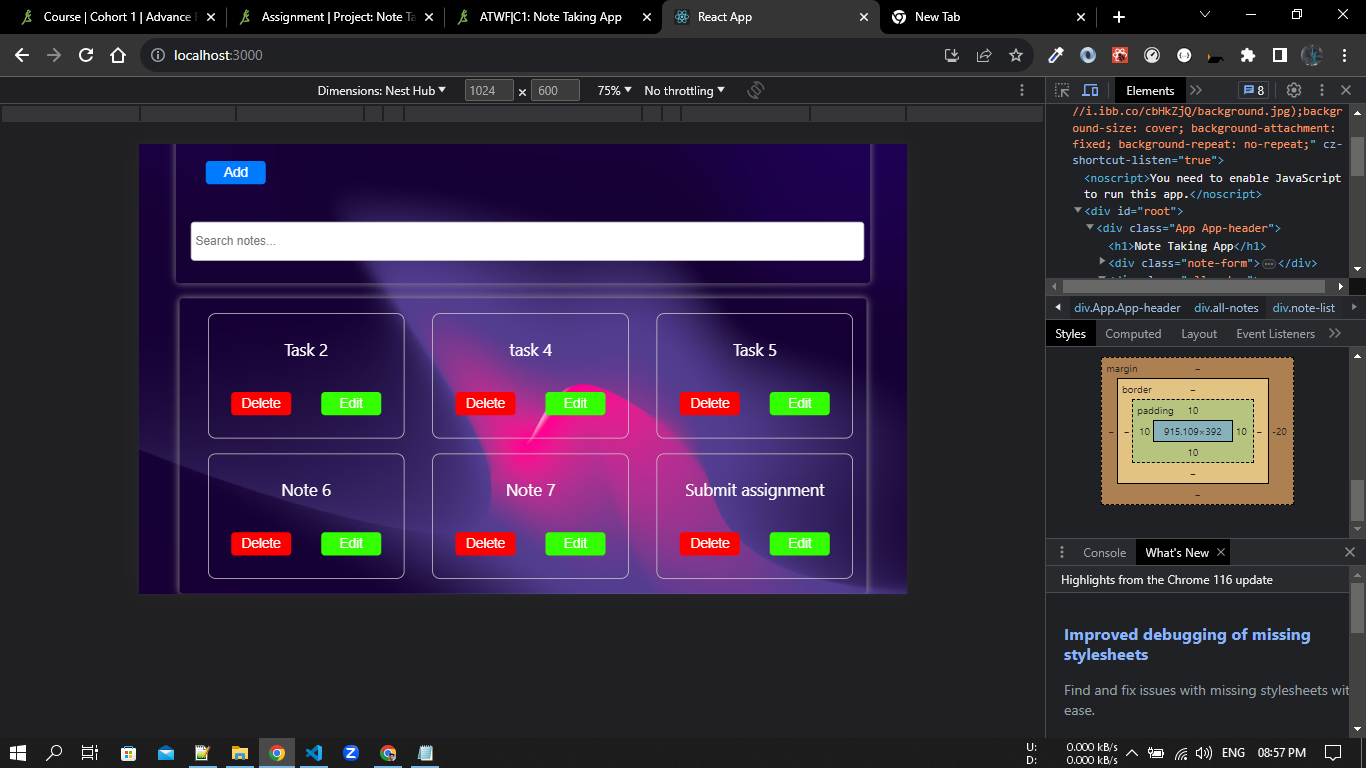 Course | Cohort 1 | Advance F
Assignment | Project: Note Ta
ATWF|C1: Note Taking App
React App
New Tab
localhost:3000
Dimensions: Nest Hub
1024
×
600
75%
No throttling
Elements
8
//i.ibb.co/cbHkZjQ/background.jpg);backgr
ound-size: cover; background-attachment:
fixed; background-repeat: no-repeat;" cz-
shortcut-listen="true">
<noscript>You need to enable JavaScript
to run this app.</noscript>
<div id="root">
<div class="App App-header">
<h1>Note Taking App</h1>
<div class="note-form"> … </div>
div.App.App-header div.all-notes div.note-list
Styles Computed Layout Event Listeners
margin –
border –
padding 10
– – 10 915.109×392 10 – -20
10
–
–
Console What's New
Highlights from the Chrome 116 update
Improved debugging of missing
stylesheets
Find and fix issues with missing stylesheets wit
ease.
Add
Search notes...
Task 2
task 4
Task 5
Delete Edit
Delete Edit
Delete Edit
Note 6
Note 7
Submit assignment
Delete Edit
Delete Edit
Delete Edit
U: 0.000 kB/s
D: 0.000 kB/s
ENG
08:57 PM